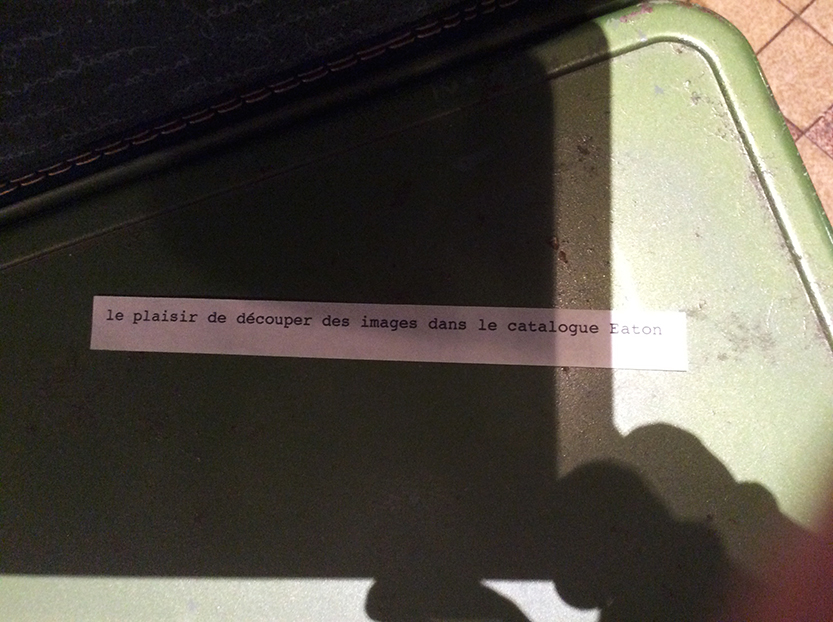 le plaisir de découper des images dans le catalogue Eaton